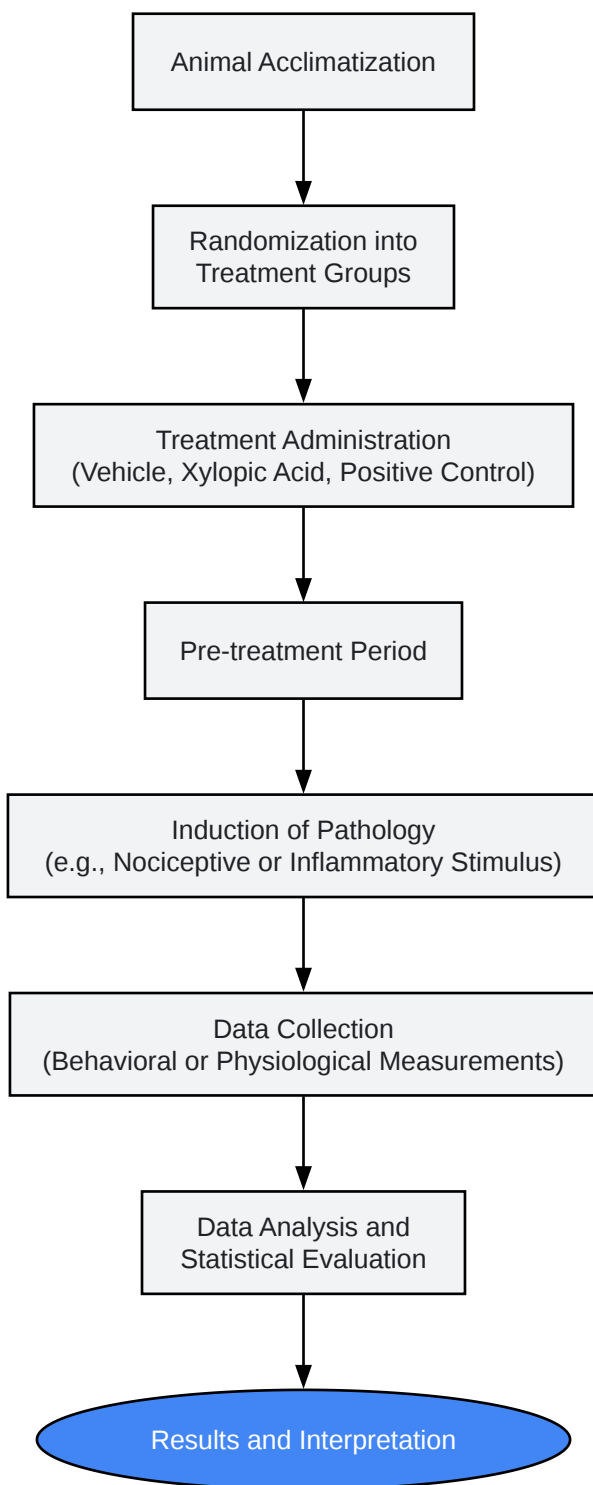 Animal Acclimatization
Randomization into
Treatment Groups
Treatment Administration
(Vehicle, Xylopic Acid, Positive Control)
Pre-treatment Period
Induction of Pathology
(e.g., Nociceptive or Inflammatory Stimulus)
Data Collection
(Behavioral or Physiological Measurements)
Data Analysis and
Statistical Evaluation
Results and Interpretation